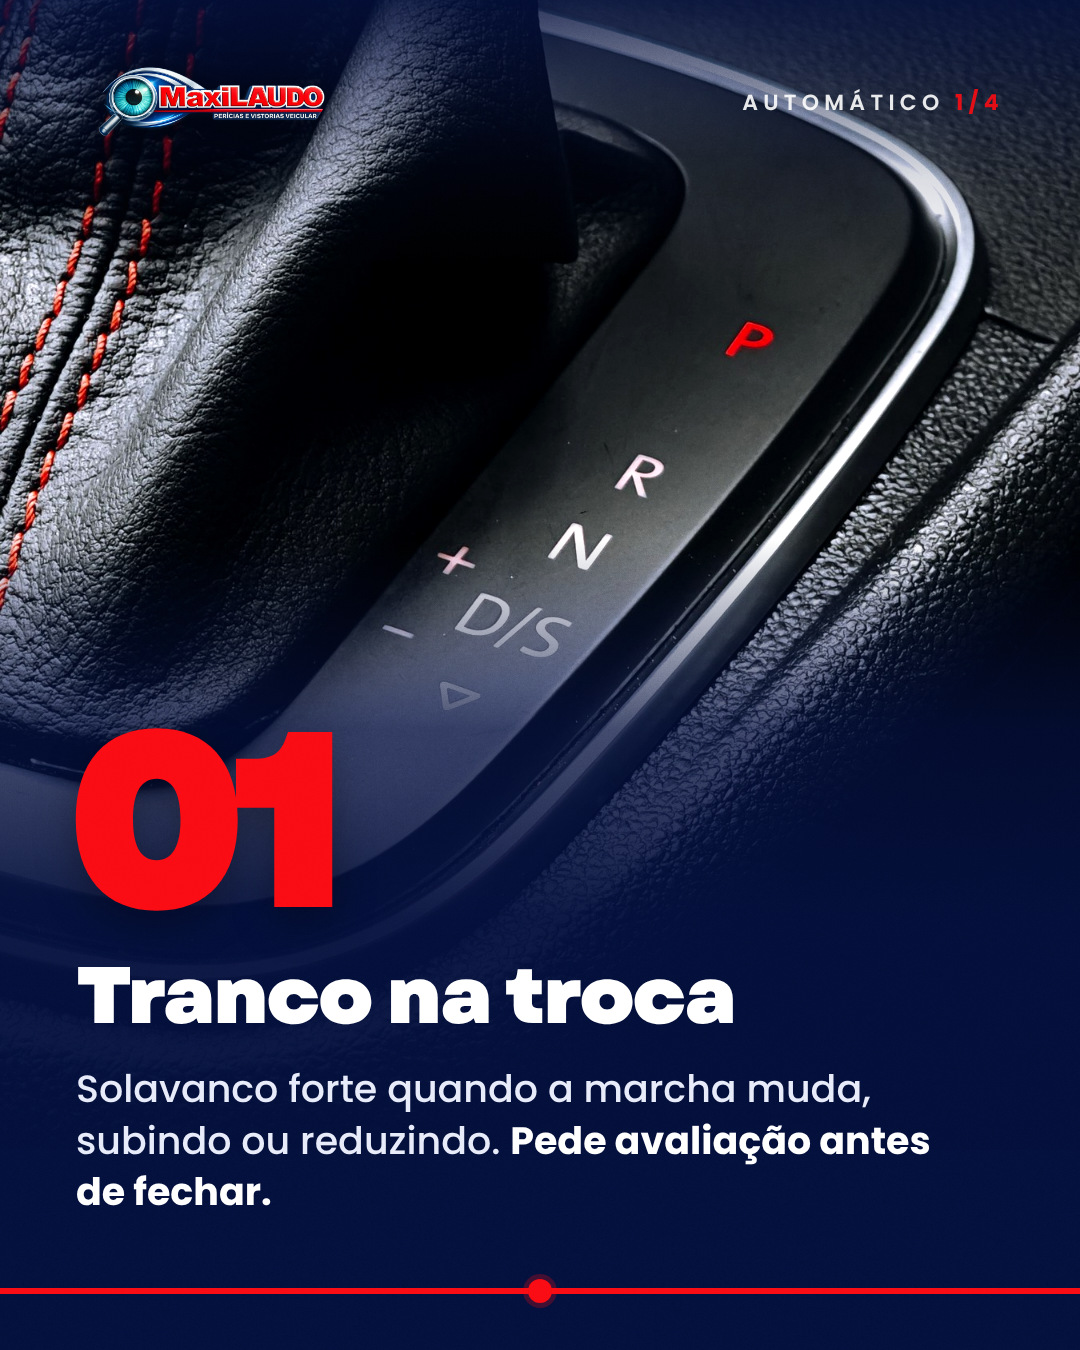 MaxiLAUDO
PERÍCIAS E VISTORIAS VEICULAR
AUTOMÁTICO 1/4
P
R
N
+
D/S
−
01
Tranco na troca
Solavanco forte quando a marcha muda,
subindo ou reduzindo. Pede avaliação antes
de fechar.